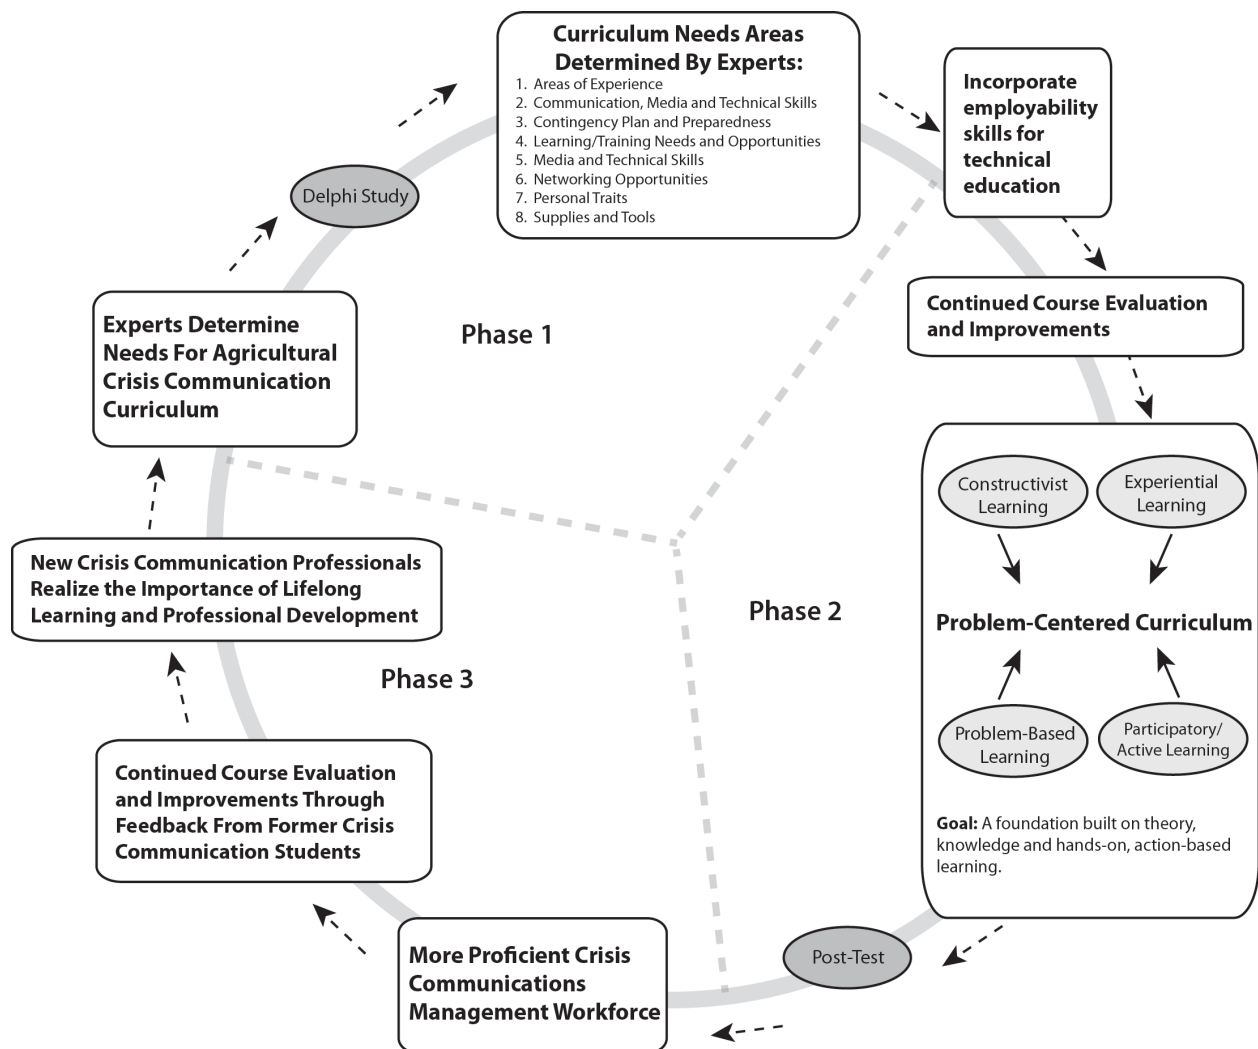 Curriculum Needs Areas
Determined By Experts:
1. Areas of Experience
2. Communication, Media and Technical Skills
3. Contingency Plan and Preparedness
4. Learning/Training Needs and Opportunities
5. Media and Technical Skills
6. Networking Opportunities
7. Personal Traits
8. Supplies and Tools
Incorporate
employability
skills for
technical
education
Delphi Study
Continued Course Evaluation
and Improvements
Experts Determine
Needs For Agricultural
Crisis Communication
Curriculum
Phase 1
Constructivist
Learning
Experiential
Learning
Problem-Centered Curriculum
Problem-Based
Learning
Participatory/
Active Learning
Goal: A foundation built on theory,
knowledge and hands-on, action-based
learning.
Phase 2
New Crisis Communication Professionals
Realize the Importance of Lifelong
Learning and Professional Development
Phase 3
Continued Course Evaluation
and Improvements Through
Feedback From Former Crisis
Communication Students
Post-Test
More Proficient Crisis
Communications
Management Workforce